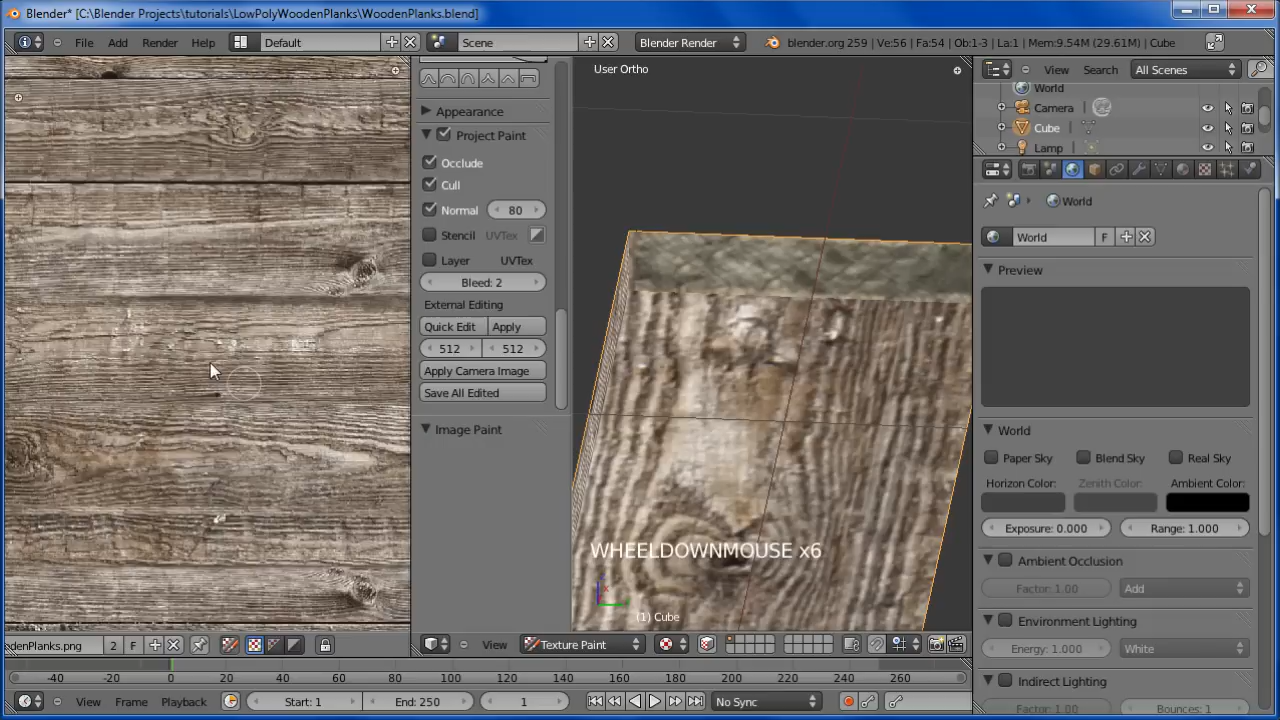 Blender* [C:\Blender Projects\tutorials\LowPolyWoodenPlanks\WoodenPlanks.blend]
File Add Render Help Default Scene Blender Render blender.org 259 | Ve:56 | Fa:54 | Ob:1-3 | La:1 | Mem:9.54M (29.61M) | Cube
View Search All Scenes
World
Camera
Cube
Lamp
Appearance
Project Paint
Occlude
Cull
Normal 80
Stencil UVTex
Layer UVTex
Bleed: 2
External Editing
Quick Edit Apply
512 512
Apply Camera Image
Save All Edited
Image Paint
User Ortho
WHEELDOWNMOUSE x6
(1) Cube
World
World F
Preview
World
Paper Sky Blend Sky Real Sky
Horizon Color: Zenith Color: Ambient Color:
Exposure: 0.000 Range: 1.000
Ambient Occlusion
Factor: 1.00 Add
Environment Lighting
Energy: 1.000 White
Indirect Lighting
Factor: 1.00 Bounces: 1
odenPlanks.png 2 F
View Texture Paint
-40 -20 0 20 40 60 80 100 120 140 160 180 200 220 240 260
View Frame Playback Start: 1 End: 250 1 No Sync